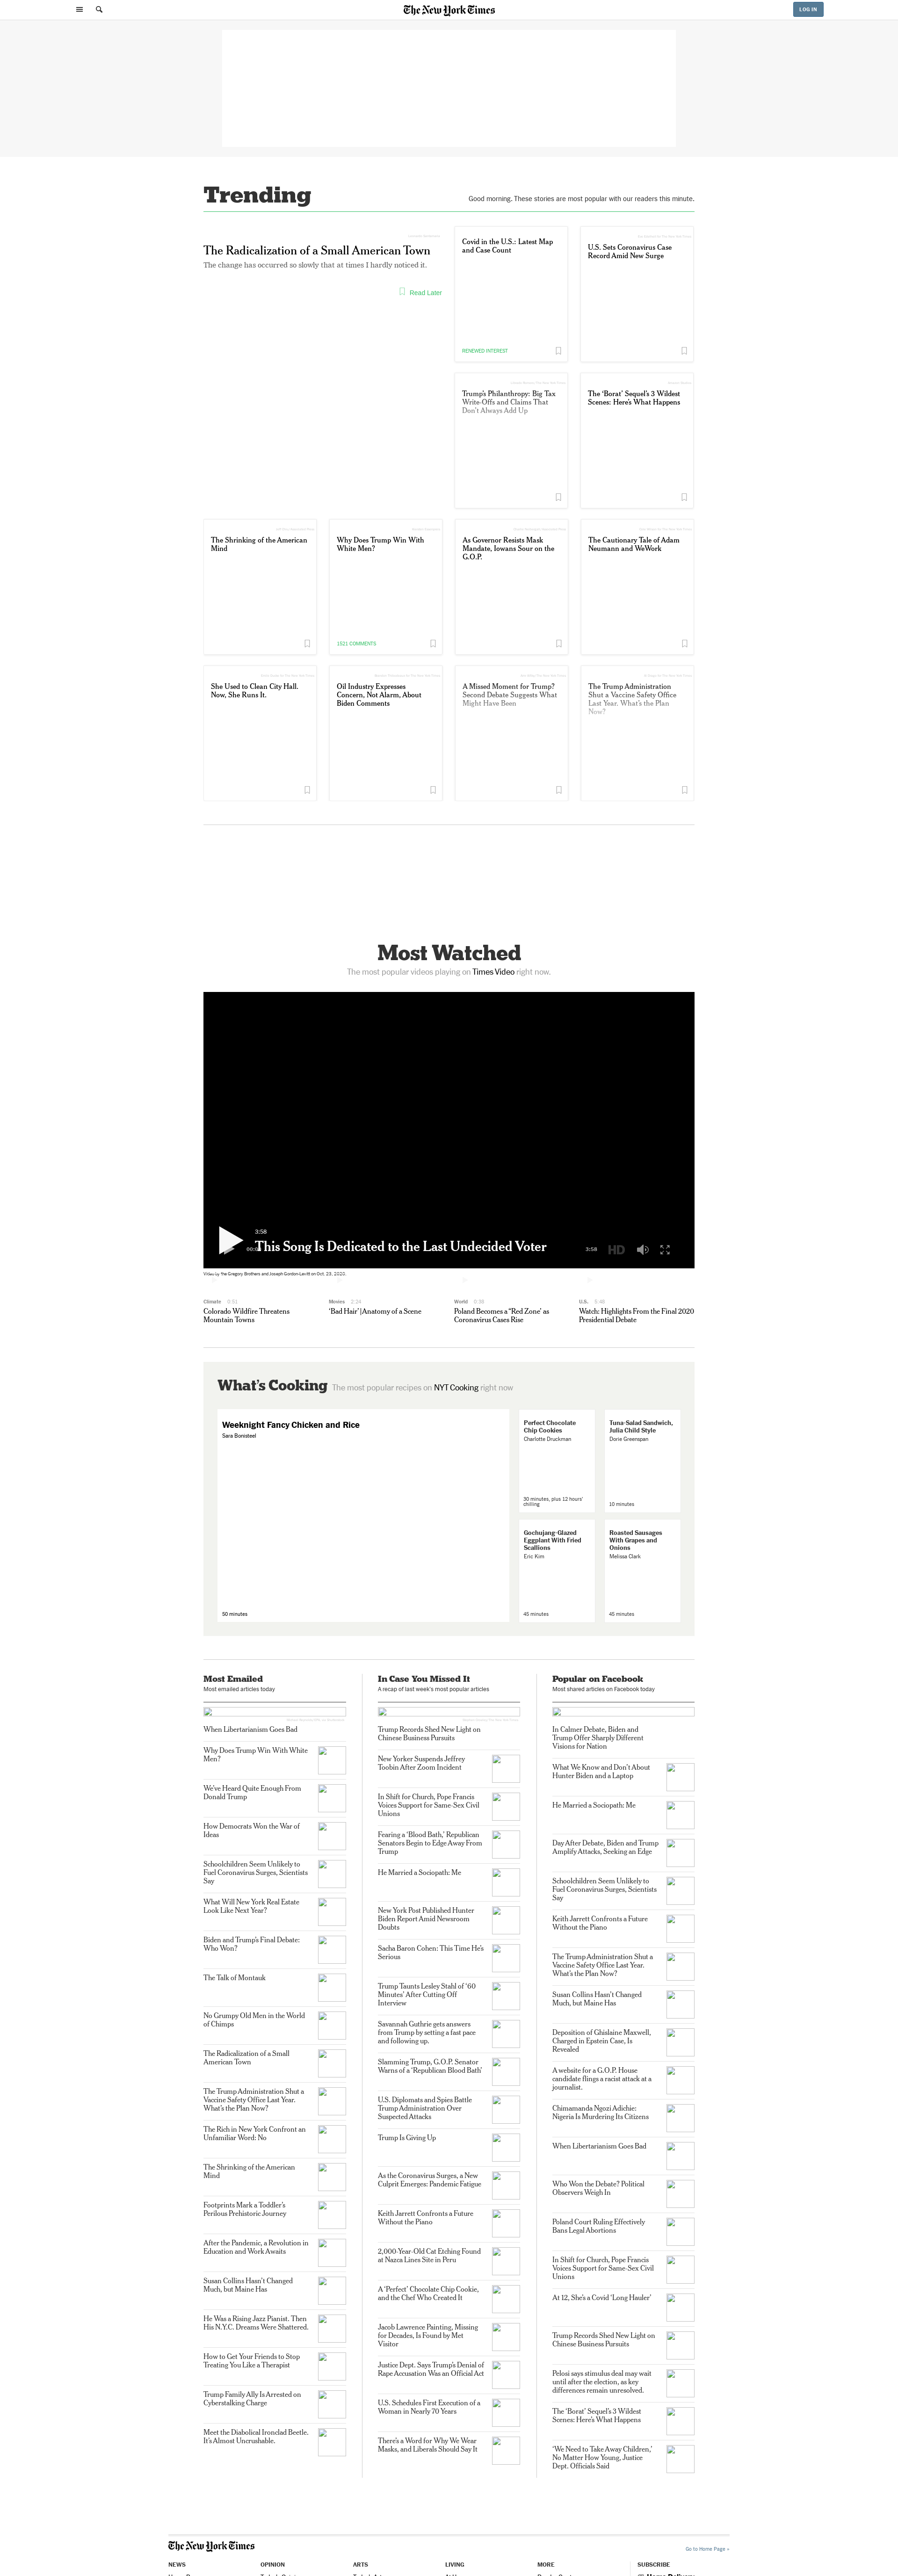 The New York Times
LOG IN
Trending
Good morning. These stories are most popular with our readers this minute.
The Radicalization of a Small American Town
The change has occurred so slowly that at times I hardly noticed it.
Read Later
Covid in the U.S.: Latest Map
and Case Count
RENEWED INTEREST
U.S. Sets Coronavirus Case
Record Amid New Surge
Trump's Philanthropy: Big Tax
Write-Offs and Claims That
Don't Always Add Up
The 'Borat' Sequel's 3 Wildest
Scenes: Here's What Happens
The Shrinking of the American
Mind
Why Does Trump Win With
White Men?
1521 COMMENTS
As Governor Resists Mask
Mandate, Iowans Sour on the
G.O.P.
The Cautionary Tale of Adam
Neumann and WeWork
She Used to Clean City Hall.
Now, She Runs It.
Oil Industry Expresses
Concern, Not Alarm, About
Biden Comments
A Missed Moment for Trump?
Second Debate Suggests What
Might Have Been
The Trump Administration
Shut a Vaccine Safety Office
Last Year. What's the Plan
Now?
Most Watched
The most popular videos playing on Times Video right now.
3:58
This Song Is Dedicated to the Last Undecided Voter
3:58
HD
Video by the Gregory Brothers and Joseph Gordon-Levitt on Oct. 23, 2020.
Climate 0:51
Colorado Wildfire Threatens
Mountain Towns
Movies 2:24
'Bad Hair' | Anatomy of a Scene
World 0:39
Poland Becomes a "Red Zone' as
Coronavirus Cases Rise
U.S. 9:48
Watch: Highlights From the Final 2020
Presidential Debate
What's Cooking The most popular recipes on NYT Cooking right now
Weeknight Fancy Chicken and Rice
Sara Bonisteel
50 minutes
Perfect Chocolate
Chip Cookies
Charlotte Druckman
30 minutes, plus 12 hours'
chilling
Tuna-Salad Sandwich,
Julia Child Style
Dorie Greenspan
10 minutes
Gochujang-Glazed
Eggplant With Fried
Scallions
Eric Kim
45 minutes
Roasted Sausages
With Grapes and
Onions
Melissa Clark
45 minutes
Most Emailed
Most emailed articles today
When Libertarianism Goes Bad
Why Does Trump Win With White
Men?
We've Heard Quite Enough From
Donald Trump
How Democrats Won the War of
Ideas
Schoolchildren Seem Unlikely to
Fuel Coronavirus Surges, Scientists
Say
What Will New York Real Estate
Look Like Next Year?
Biden and Trump's Final Debate:
Who Won?
The Talk of Montauk
No Grumpy Old Men in the World
of Chimps
The Radicalization of a Small
American Town
The Trump Administration Shut a
Vaccine Safety Office Last Year.
What's the Plan Now?
The Rich in New York Confront an
Unfamiliar Word: No
The Shrinking of the American
Mind
Footprints Mark a Toddler's
Perilous Prehistoric Journey
After the Pandemic, a Revolution in
Education and Work Awaits
Susan Collins Hasn't Changed
Much, but Maine Has
He Was a Rising Jazz Pianist. Then
His N.Y.C. Dreams Were Shattered.
How to Get Your Friends to Stop
Treating You Like a Therapist
Trump Family Ally Is Arrested on
Cyberstalking Charge
Meet the Diabolical Ironclad Beetle.
It's Almost Uncrushable.
In Case You Missed It
A recap of last week's most popular articles
Trump Records Shed New Light on
Chinese Business Pursuits
New Yorker Suspends Jeffrey
Toobin After Zoom Incident
In Shift for Church, Pope Francis
Voices Support for Same-Sex Civil
Unions
Fearing a 'Blood Bath,' Republican
Senators Begin to Edge Away From
Trump
He Married a Sociopath: Me
New York Post Published Hunter
Biden Report Amid Newsroom
Doubts
Sacha Baron Cohen: This Time He's
Serious
Trump Taunts Lesley Stahl of '60
Minutes' After Cutting Off
Interview
Savannah Guthrie gets answers
from Trump by setting a fast pace
and following up.
Slamming Trump, G.O.P. Senator
Warns of a 'Republican Blood Bath'
U.S. Diplomats and Spies Battle
Trump Administration Over
Suspected Attacks
Trump Is Giving Up
As the Coronavirus Surges, a New
Culprit Emerges: Pandemic Fatigue
Keith Jarrett Confronts a Future
Without the Piano
2,000-Year-Old Cat Etching Found
at Nazca Lines Site in Peru
A 'Perfect' Chocolate Chip Cookie,
and the Chef Who Created It
Jacob Lawrence Painting, Missing
for Decades, Is Found by Met
Visitor
Justice Dept. Says Trump's Denial of
Rape Accusation Was an Official Act
U.S. Schedules First Execution of a
Woman in Nearly 70 Years
There's a Word for Why We Wear
Masks, and Liberals Should Say It
Popular on Facebook
Most shared articles on Facebook today
In Calmer Debate, Biden and
Trump Offer Sharply Different
Visions for Nation
What We Know and Don't About
Hunter Biden and a Laptop
He Married a Sociopath: Me
Day After Debate, Biden and Trump
Amplify Attacks, Seeking an Edge
Schoolchildren Seem Unlikely to
Fuel Coronavirus Surges, Scientists
Say
Keith Jarrett Confronts a Future
Without the Piano
The Trump Administration Shut a
Vaccine Safety Office Last Year.
What's the Plan Now?
Susan Collins Hasn't Changed
Much, but Maine Has
Deposition of Ghislaine Maxwell,
Charged in Epstein Case, Is
Revealed
A website for a G.O.P. House
candidate flings a racist attack at a
journalist.
Chimamanda Ngozi Adichie:
Nigeria Is Murdering Its Citizens
When Libertarianism Goes Bad
Who Won the Debate? Political
Observers Weigh In
Poland Court Ruling Effectively
Bans Legal Abortions
In Shift for Church, Pope Francis
Voices Support for Same-Sex Civil
Unions
At 12, She's a Covid 'Long Hauler'
Trump Records Shed New Light on
Chinese Business Pursuits
Pelosi says stimulus deal may wait
until after the election, as key
differences remain unresolved.
The 'Borat' Sequel's 3 Wildest
Scenes: Here's What Happens
'We Need to Take Away Children,'
No Matter How Young, Justice
Dept. Officials Said
The New York Times
Go to Home Page »
NEWS
OPINION
ARTS
LIVING
MORE
SUBSCRIBE